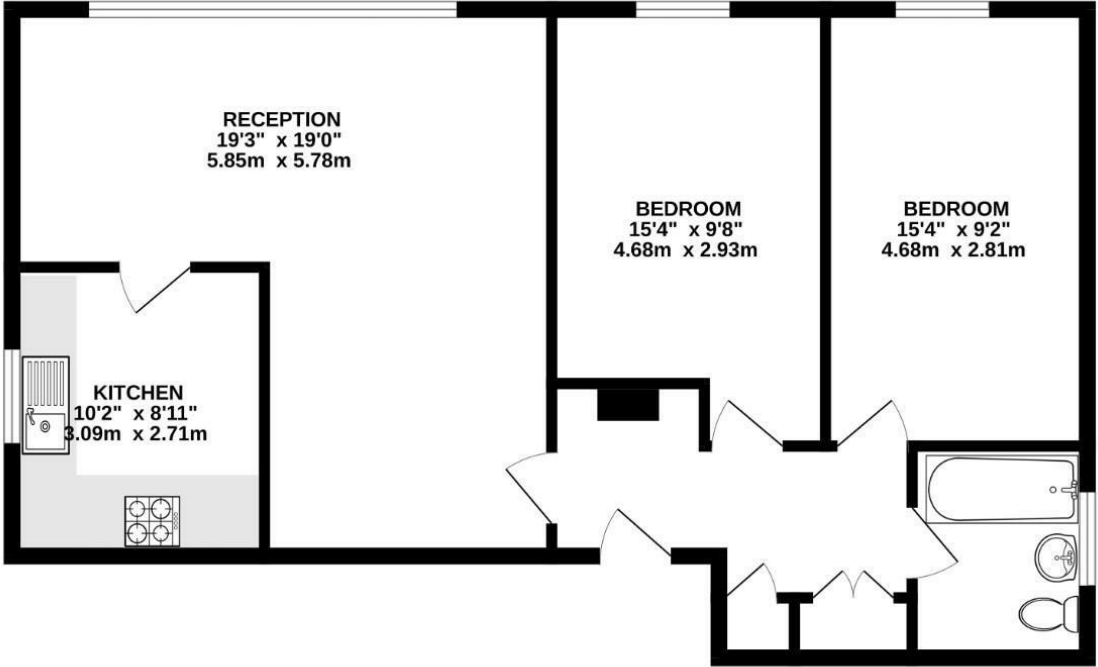 RECEPTION
19'3" x 19'0"
5.85m x 5.78m
BEDROOM
15'4" x 9'8"
4.68m x 2.93m
BEDROOM
15'4" x 9'2"
4.68m x 2.81m
KITCHEN
10'2" x 8'11"
3.09m x 2.71m